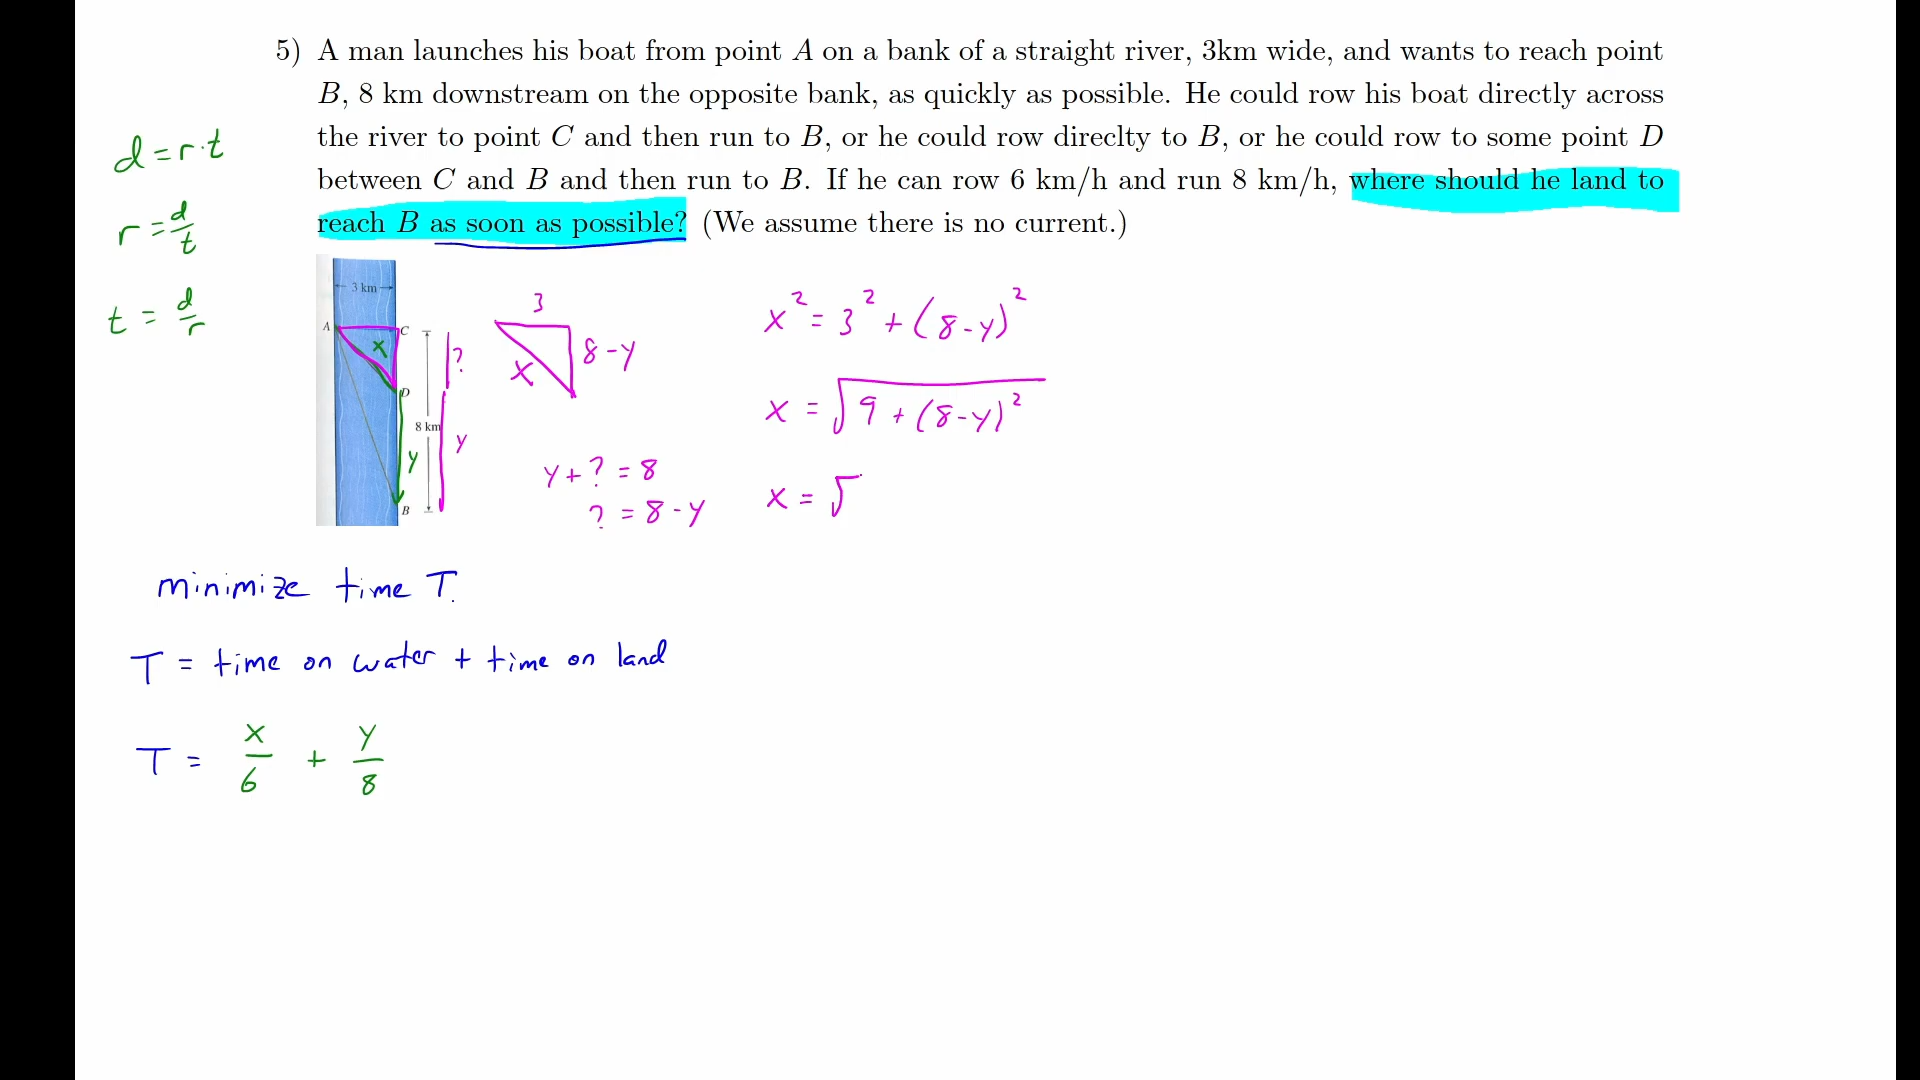 5) A man launches his boat from point A on a bank of a straight river, 3km wide, and wants to reach point
B, 8 km downstream on the opposite bank, as quickly as possible. He could row his boat directly across
the river to point C and then run to B, or he could row direclty to B, or he could row to some point D
between C and B and then run to B. If he can row 6 km/h and run 8 km/h, where should he land to
reach B as soon as possible? (We assume there is no current.)
d = r·t
r = d/t
t = d/r
3 km
A
C
x
D
8 km
y
B
?
y
3
8-y
x
y + ? = 8
? = 8 - y
x² = 3² + (8-y)²
x = √9 + (8-y)²
x = √
minimize time T.
T = time on water + time on land
T = x/6 + y/8